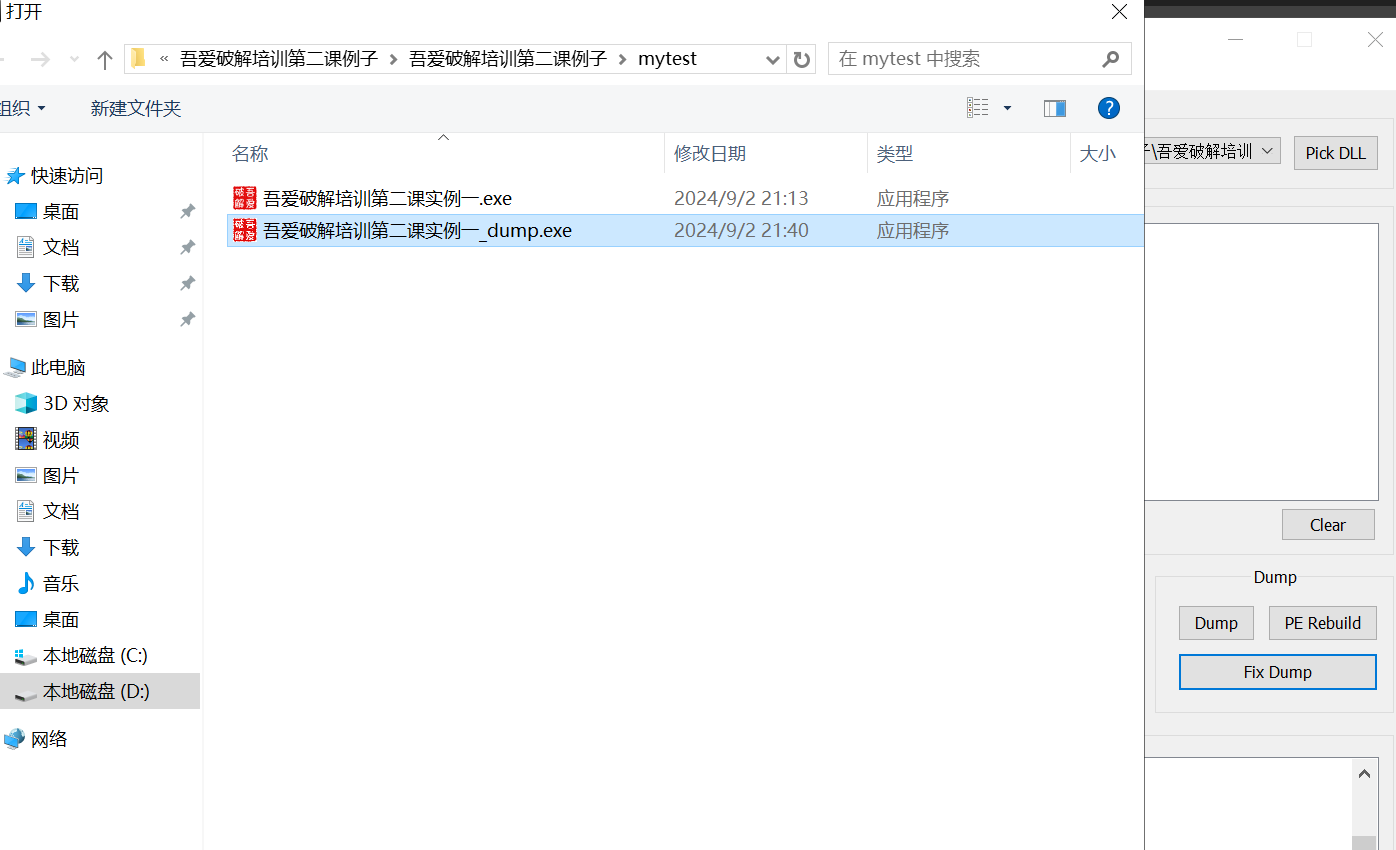 打开
« 吾爱破解培训第二课例子 › 吾爱破解培训第二课例子 › mytest
在 mytest 中搜索
组织
新建文件夹
名称 修改日期 类型 大小
吾爱破解培训第二课实例一.exe 2024/9/2 21:13 应用程序
吾爱破解培训第二课实例一_dump.exe 2024/9/2 21:40 应用程序
快速访问
桌面
文档
下载
图片
此电脑
3D 对象
视频
图片
文档
下载
音乐
桌面
本地磁盘 (C:)
本地磁盘 (D:)
网络
\吾爱破解培训
Pick DLL
Clear
Dump
Dump
PE Rebuild
Fix Dump